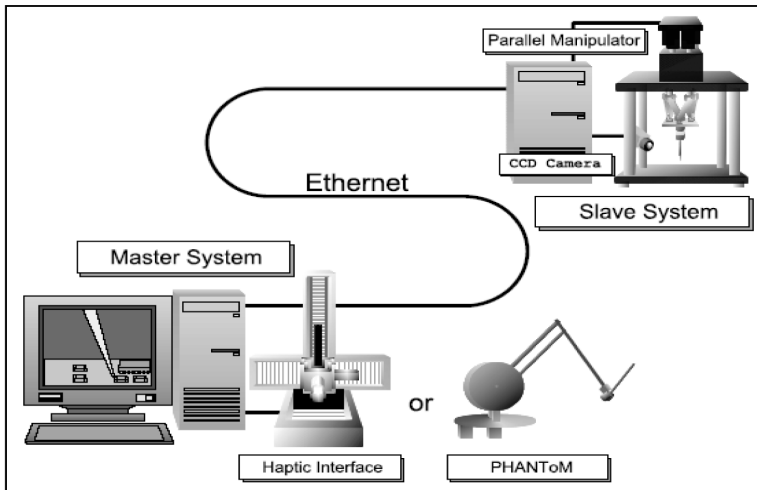 Parallel Manipulator
CCD Camera
Ethernet
Slave System
Master System
or
Haptic Interface
PHANToM